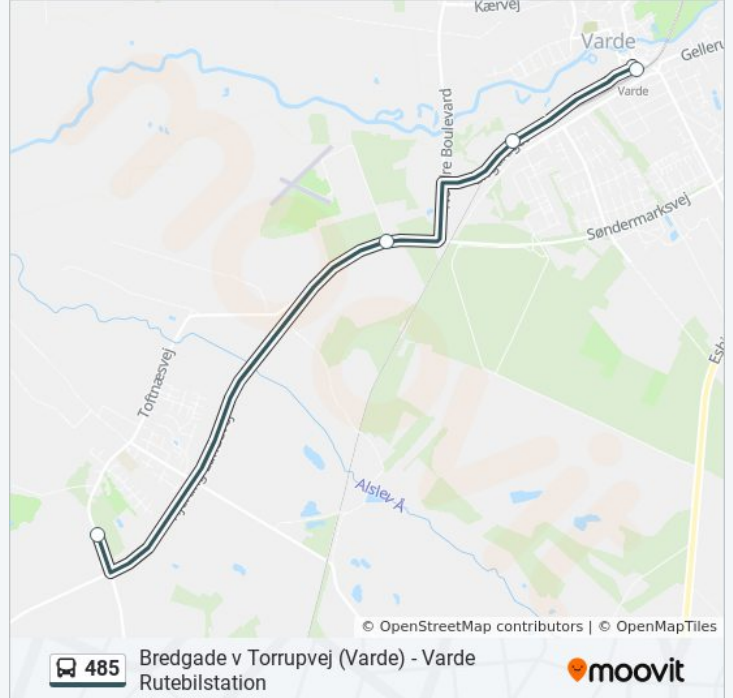 Kærvej
Varde
Gelleru
Varde
re Boulevard
Søndermarksvej
Esb
Toftnæsvej
Alslev Å
moovit
© OpenStreetMap contributors | © OpenMapTiles
485
Bredgade v Torrupvej (Varde) - Varde
Rutebilstation
moovit